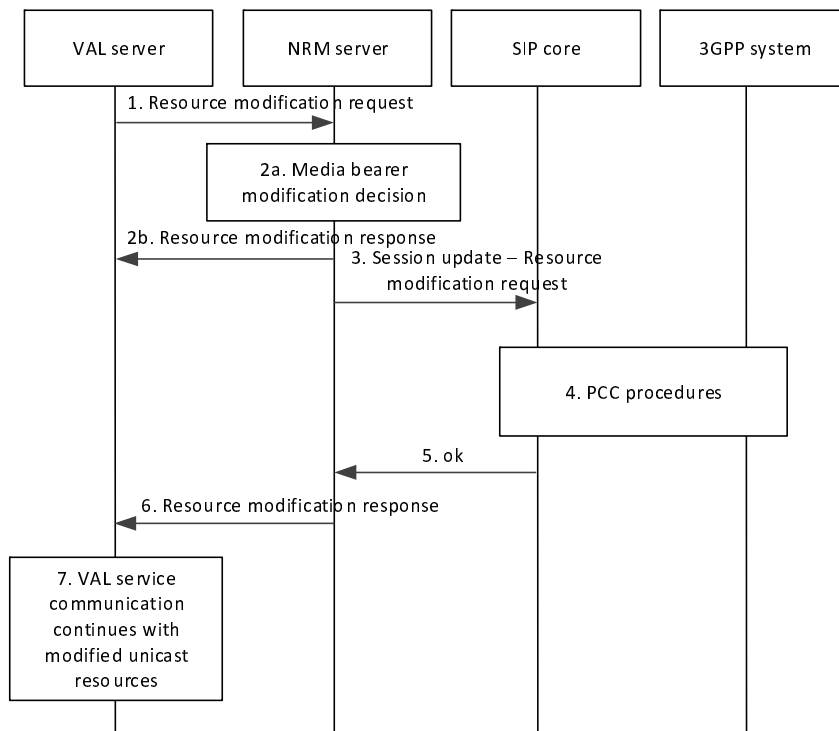 VAL server
NRM server
SIP core
3GPP system
1. Resource modification request
2a. Media bearer
modification decision
2b. Resource modification response
3. Session update – Resource
modification request
4. PCC procedures
5. ok
6. Resource modification response
7. VAL service
communication
continues with
modified unicast
resources